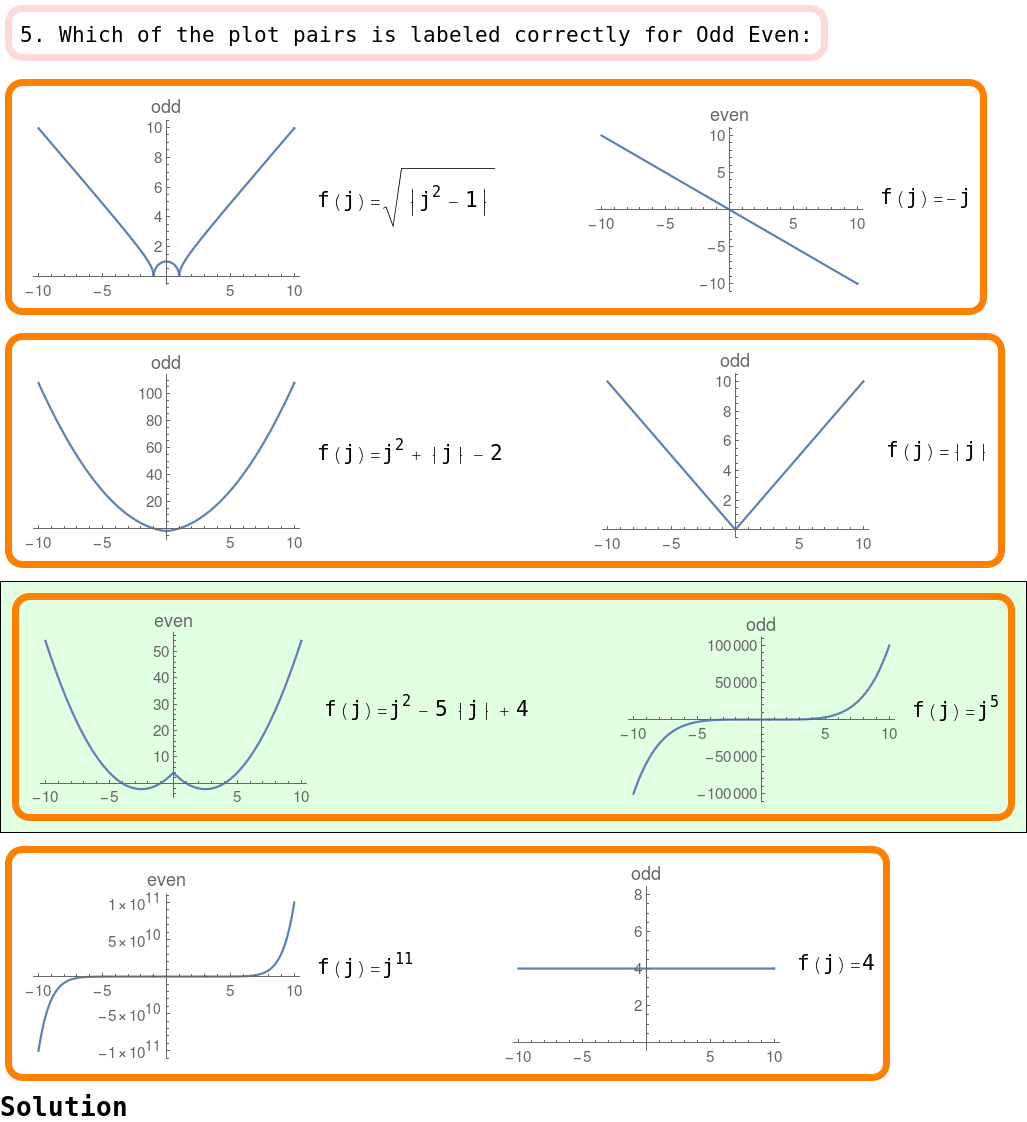 5. Which of the plot pairs is labeled correctly for Odd Even:
odd
10
8
6
4
2
−10 −5 5 10
f(j)=√|j² − 1|
even
10
5
−10 −5 5 10
−5
−10
f(j)=−j
odd
100
80
60
40
20
−10 −5 5 10
f(j)=j² + |j| − 2
odd
10
8
6
4
2
−10 −5 5 10
f(j)=|j|
even
50
40
30
20
10
−10 −5 5 10
f(j)=j² − 5 |j| + 4
odd
100000
50000
−10 −5 5 10
−50000
−100000
f(j)=j⁵
even
1×10¹¹
5×10¹⁰
−10 −5 5 10
−5×10¹⁰
−1×10¹¹
f(j)=j¹¹
odd
8
6
4
2
−10 −5 5 10
f(j)=4
Solution